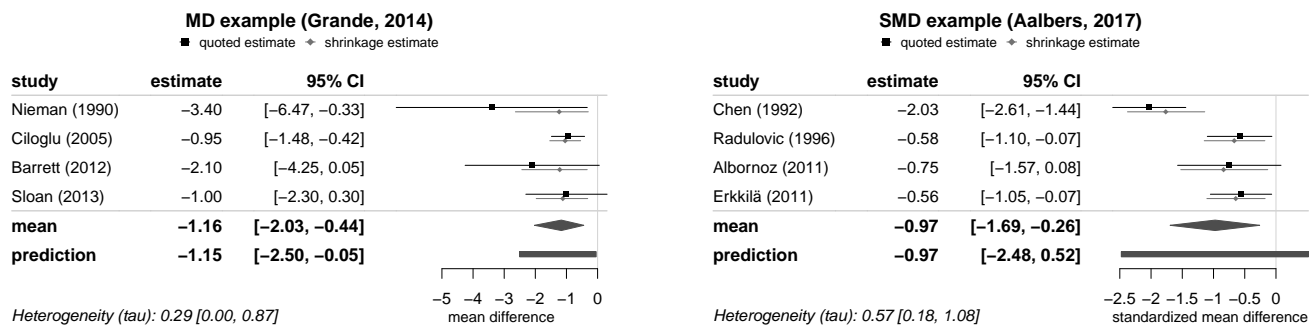 MD example (Grande, 2014)
quoted estimate shrinkage estimate
study estimate 95% CI
Nieman (1990) −3.40 [−6.47, −0.33]
Ciloglu (2005) −0.95 [−1.48, −0.42]
Barrett (2012) −2.10 [−4.25, 0.05]
Sloan (2013) −1.00 [−2.30, 0.30]
mean −1.16 [−2.03, −0.44]
prediction −1.15 [−2.50, −0.05]
−5 −4 −3 −2 −1 0
Heterogeneity (tau): 0.29 [0.00, 0.87] mean difference
SMD example (Aalbers, 2017)
quoted estimate shrinkage estimate
study estimate 95% CI
Chen (1992) −2.03 [−2.61, −1.44]
Radulovic (1996) −0.58 [−1.10, −0.07]
Albornoz (2011) −0.75 [−1.57, 0.08]
Erkkilä (2011) −0.56 [−1.05, −0.07]
mean −0.97 [−1.69, −0.26]
prediction −0.97 [−2.48, 0.52]
−2.5 −2 −1.5 −1 −0.5 0
Heterogeneity (tau): 0.57 [0.18, 1.08] standardized mean difference